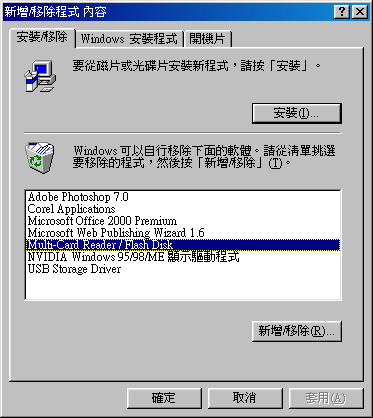 新增/移除程式 內容
安裝/移除 Windows 安裝程式 開機片
要從磁片或光碟片安裝新程式，請按「安裝」。
安裝(I)...
Windows 可以自行移除下面的軟體。請從清單挑選
要移除的程式，然後按「新增/移除」(T)。
Adobe Photoshop 7.0
Corel Applications
Microsoft Office 2000 Premium
Microsoft Web Publishing Wizard 1.6
Multi-Card Reader / Flash Disk
NVIDIA Windows 95/98/ME 顯示驅動程式
USB Storage Driver
新增/移除(R)...
確定 取消 套用(A)